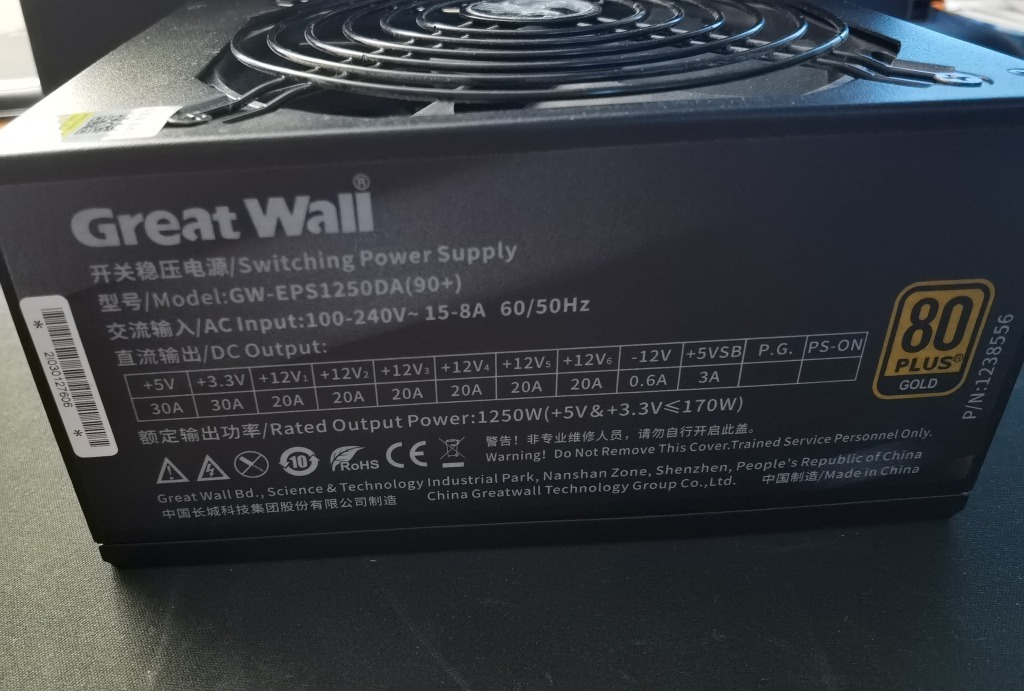 Great Wall®
开关稳压电源/Switching Power Supply
型号/Model:GW-EPS1250DA(90+)
交流输入/AC Input:100-240V~ 15-8A 60/50Hz
直流输出/DC Output:
+5V +3.3V +12V₁ +12V₂ +12V₃ +12V₄ +12V₅ +12V₆ -12V +5VSB P.G. PS-ON
30A 30A 20A 20A 20A 20A 20A 20A 0.6A 3A
额定输出功率/Rated Output Power:1250W(+5V&+3.3V≤170W)
80
PLUS®
GOLD
P/N:1238556
* 2030127606 *
10
RoHS
CE
警告！非专业维修人员，请勿自行开启此盖。
Warning! Do Not Remove This Cover.Trained Service Personnel Only.
Great Wall Bd., Science & Technology Industrial Park, Nanshan Zone, Shenzhen, People's Republic of China
中国长城科技集团股份有限公司制造 China Greatwall Technology Group Co., Ltd. 中国制造/Made in China